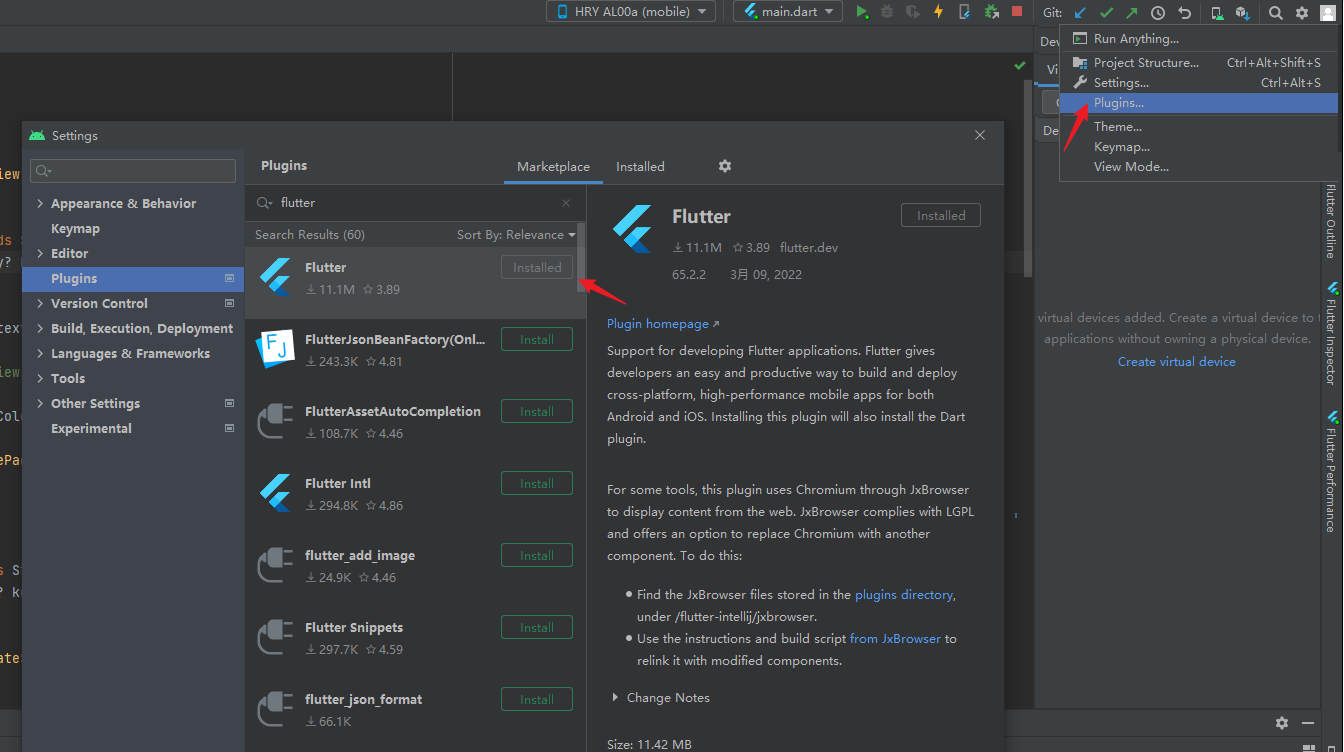 HRY AL00a (mobile)
main.dart
Git:
Run Anything...
Project Structure... Ctrl+Alt+Shift+S
Settings... Ctrl+Alt+S
Plugins...
Theme...
Keymap...
View Mode...
Settings
Appearance & Behavior
Keymap
Editor
Plugins
Version Control
Build, Execution, Deployment
Languages & Frameworks
Tools
Other Settings
Experimental
Plugins
Marketplace
Installed
flutter
Search Results (60)
Sort By: Relevance
Flutter
Installed
11.1M 3.89
FlutterJsonBeanFactory(Onl...
Install
243.3K 4.81
FlutterAssetAutoCompletion
Install
108.7K 4.46
Flutter Intl
Install
294.8K 4.86
flutter_add_image
Install
24.9K 4.46
Flutter Snippets
Install
297.7K 4.59
flutter_json_format
Install
66.1K
Flutter
Installed
11.1M 3.89 flutter.dev
65.2.2 3月 09, 2022
Plugin homepage
Support for developing Flutter applications. Flutter gives
developers an easy and productive way to build and deploy
cross-platform, high-performance mobile apps for both
Android and iOS. Installing this plugin will also install the Dart
plugin.
For some tools, this plugin uses Chromium through JxBrowser
to display content from the web. JxBrowser complies with LGPL
and offers an option to replace Chromium with another
component. To do this:
Find the JxBrowser files stored in the plugins directory,
under /flutter-intellij/jxbrowser.
Use the instructions and build script from JxBrowser to
relink it with modified components.
Change Notes
Size: 11.42 MB
virtual devices added. Create a virtual device to
applications without owning a physical device.
Create virtual device
Flutter Outline
Flutter Inspector
Flutter Performance